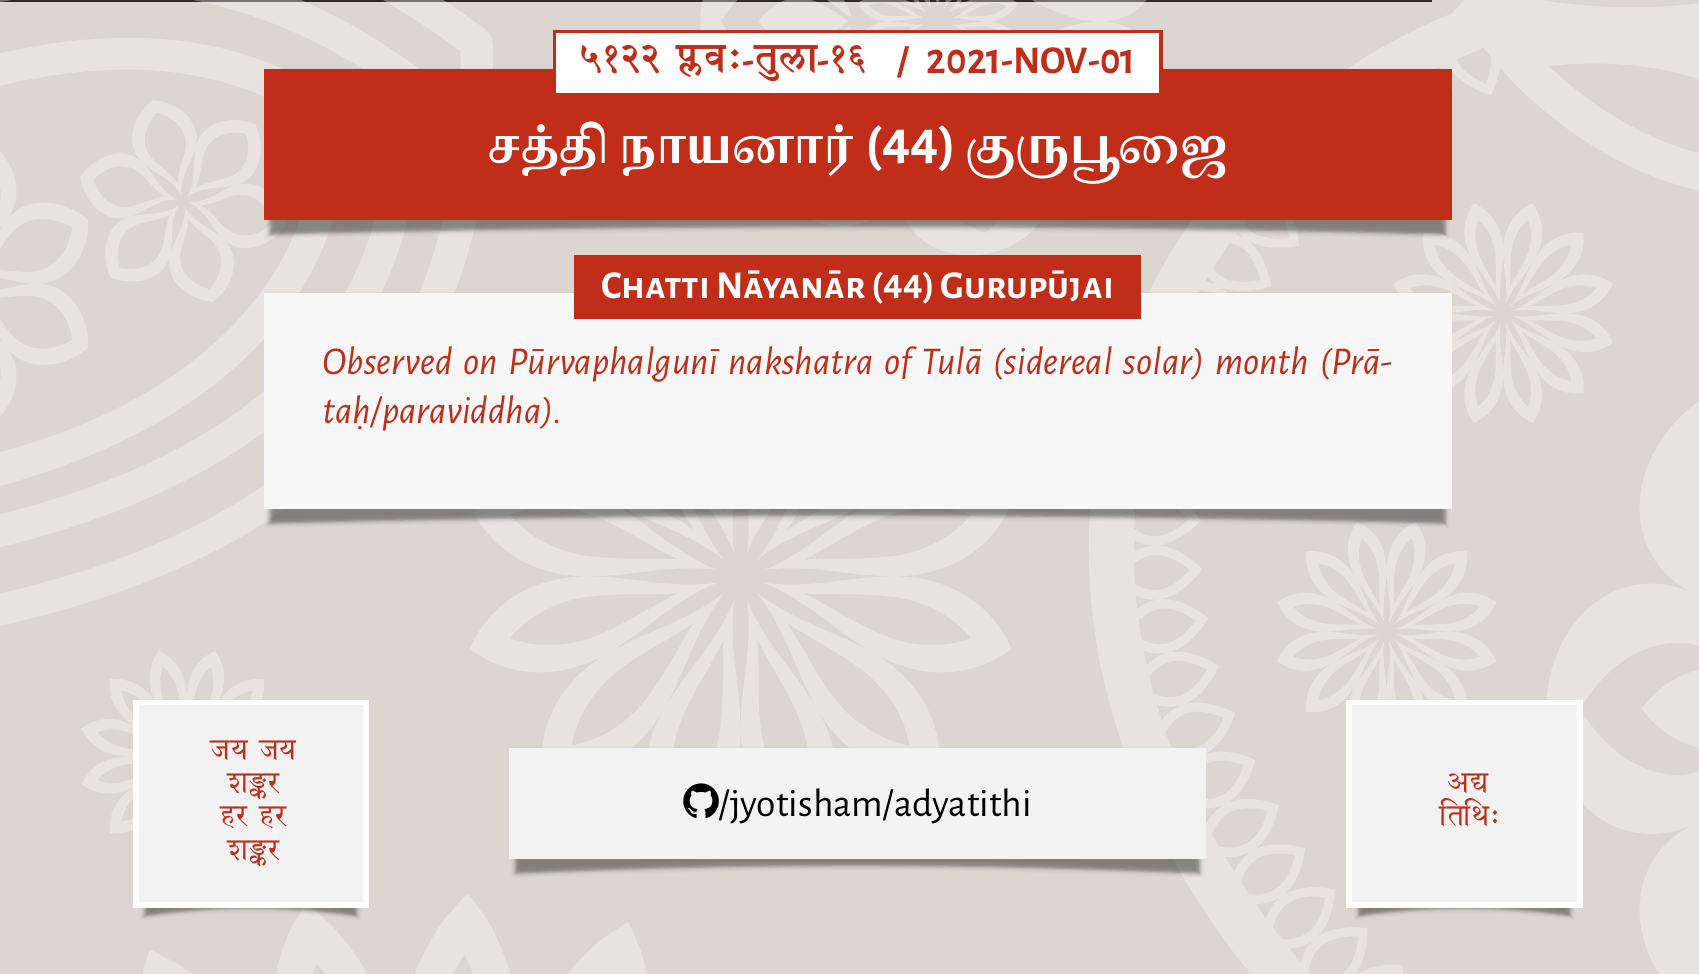 ५१२२ प्लवः-तुला-१६ / 2021-NOV-01
சத்தி நாயனார் (44) குருபூஜை
Chatti Nāyanār (44) Gurupūjai
Observed on Pūrvaphalgunī nakshatra of Tulā (sidereal solar) month (Prā-
taḥ/paraviddha).
जय जय
शङ्कर
हर हर
शङ्कर
/jyotisham/adyatithi
अद्य
तिथिः